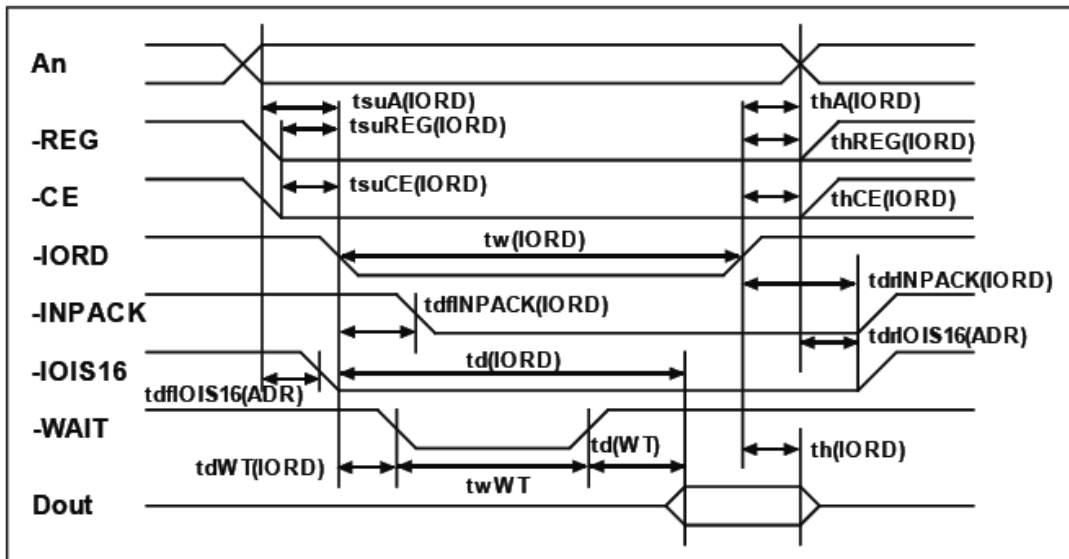 An
tsuA(IORD)
thA(IORD)
-REG
tsuREG(IORD)
thREG(IORD)
-CE
tsuCE(IORD)
thCE(IORD)
-IORD
tw(IORD)
-INPACK
tdfINPACK(IORD)
tdrINPACK(IORD)
-IOIS16
td(IORD)
tdrIOIS16(ADR)
tdfIOIS16(ADR)
-WAIT
tdWT(IORD)
td(WT)
th(IORD)
twWT
Dout